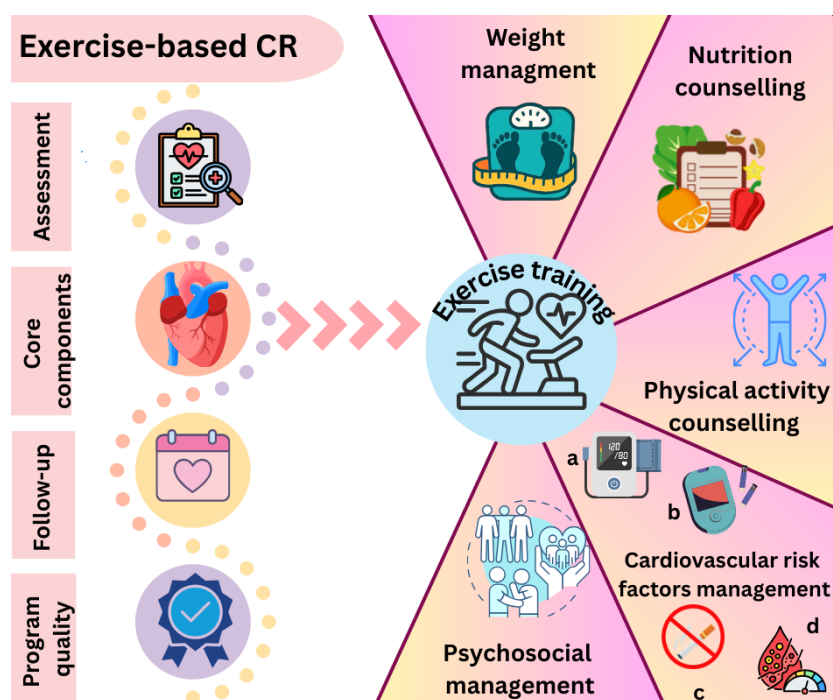 Exercise-based CR
Assessment
Core
components
Follow-up
Program
quality
Weight
managment
Nutrition
counselling
Exercise training
Physical activity
counselling
a
120
/80
b
Cardiovascular risk
factors management
c
d
Psychosocial
management